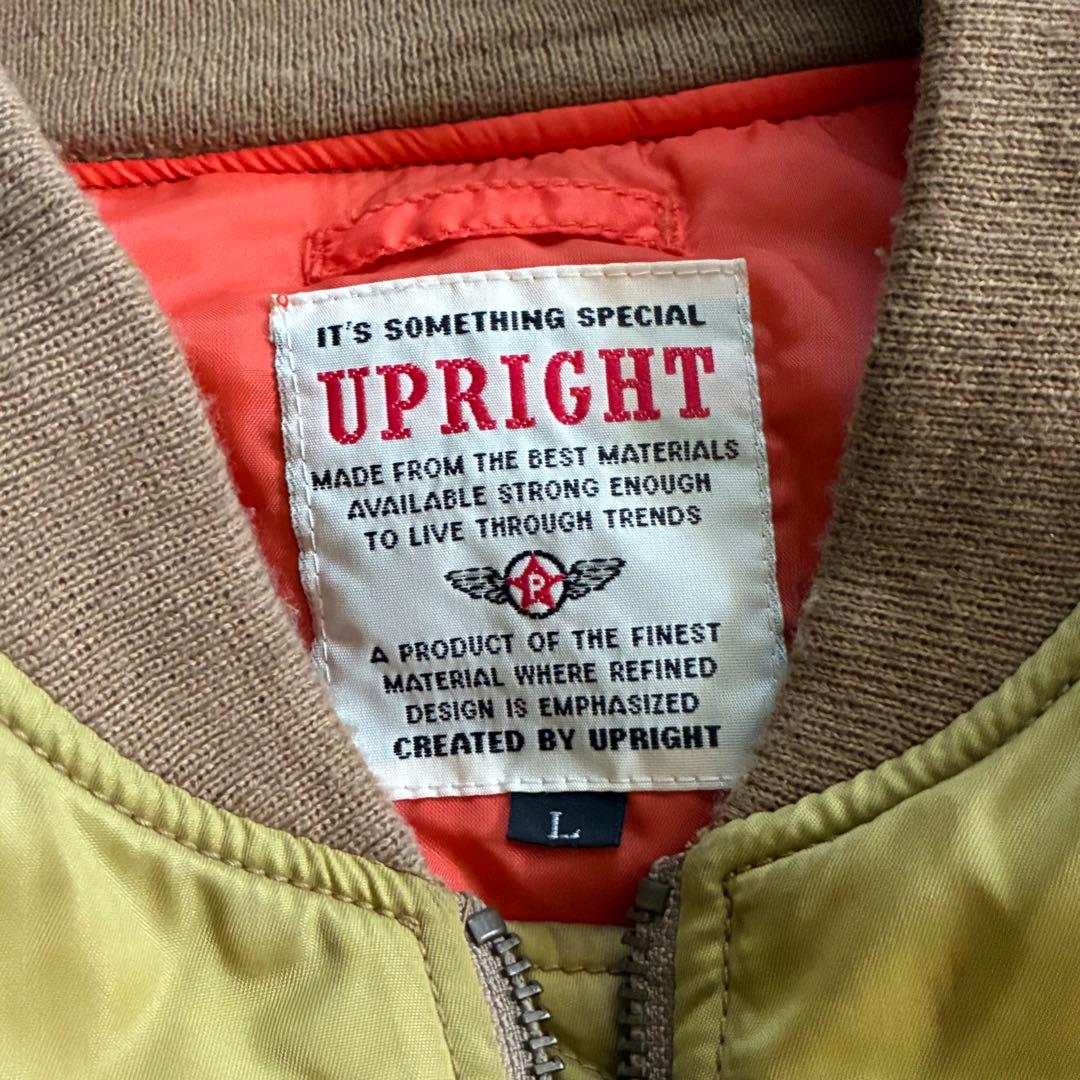 IT'S SOMETHING SPECIAL
UPRIGHT
MADE FROM THE BEST MATERIALS
AVAILABLE STRONG ENOUGH
TO LIVE THROUGH TRENDS
P
A PRODUCT OF THE FINEST
MATERIAL WHERE REFINED
DESIGN IS EMPHASIZED
CREATED BY UPRIGHT
L